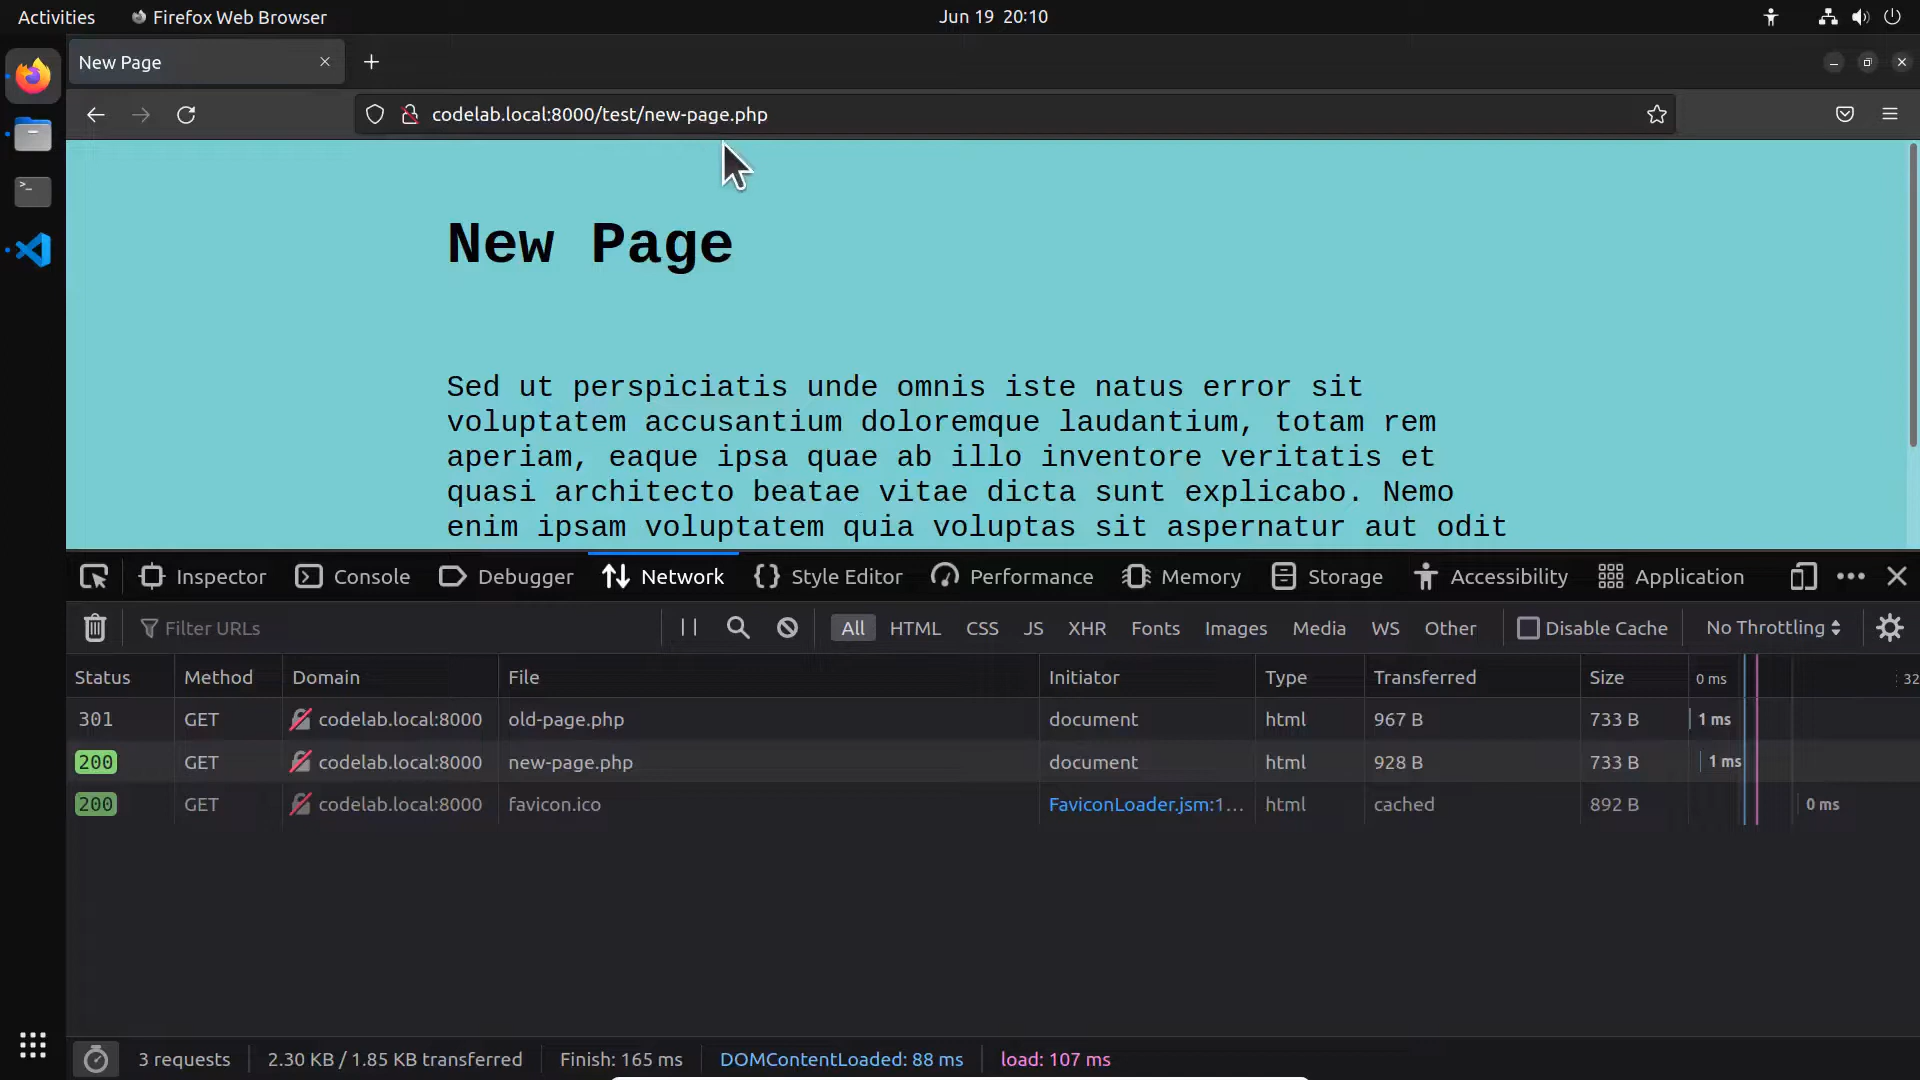 Activities Firefox Web Browser Jun 19 20:10
New Page
codelab.local:8000/test/new-page.php
New Page
Sed ut perspiciatis unde omnis iste natus error sit
voluptatem accusantium doloremque laudantium, totam rem
aperiam, eaque ipsa quae ab illo inventore veritatis et
quasi architecto beatae vitae dicta sunt explicabo. Nemo
enim ipsam voluptatem quia voluptas sit aspernatur aut odit
Inspector Console Debugger Network Style Editor Performance Memory Storage Accessibility Application
Filter URLs All HTML CSS JS XHR Fonts Images Media WS Other Disable Cache No Throttling
Status Method Domain File Initiator Type Transferred Size 0 ms 32
301 GET codelab.local:8000 old-page.php document html 967 B 733 B 1 ms
200 GET codelab.local:8000 new-page.php document html 928 B 733 B 1 ms
200 GET codelab.local:8000 favicon.ico FaviconLoader.jsm:1… html cached 892 B 0 ms
3 requests 2.30 KB / 1.85 KB transferred Finish: 165 ms DOMContentLoaded: 88 ms load: 107 ms